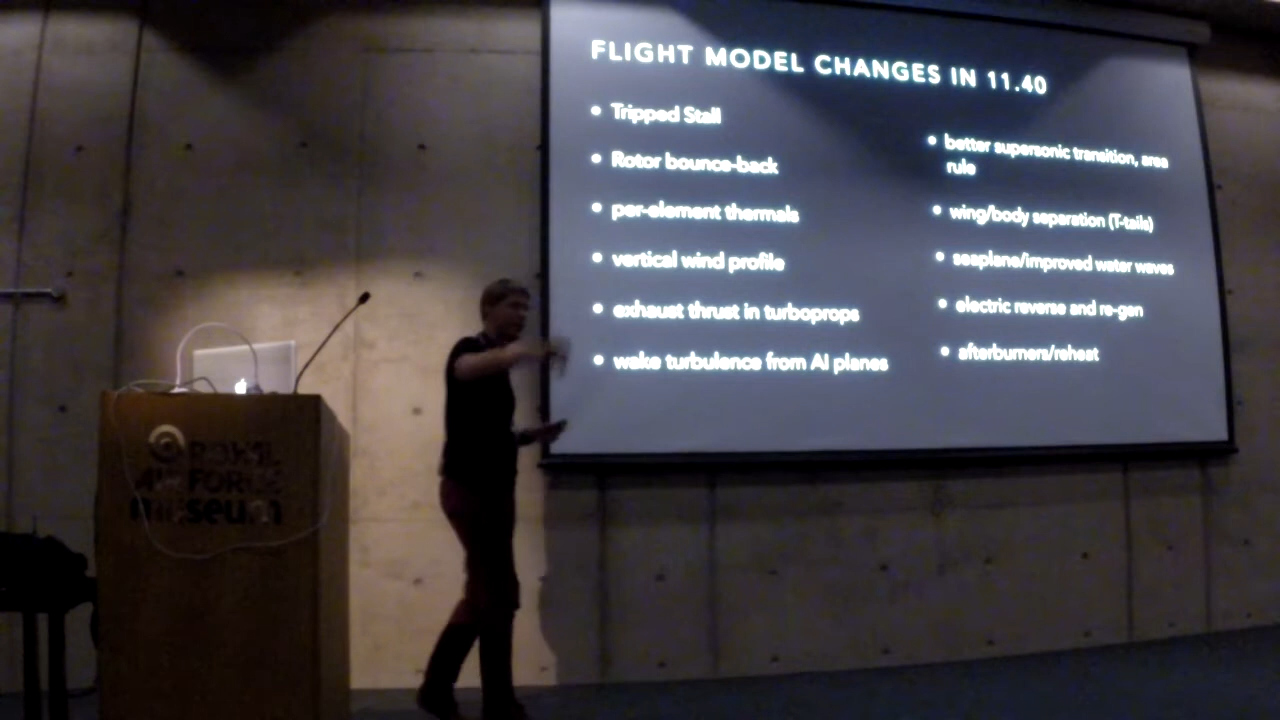 FLIGHT MODEL CHANGES IN 11.40
• Tripped Stall
• Rotor bounce-back
• per-element thermals
• vertical wind profile
• exhaust thrust in turboprops
• wake turbulence from AI planes
• better supersonic transition, area
rule
• wing/body separation (T-tails)
• seaplane/improved water waves
• electric reverse and re-gen
• afterburners/reheat
ROYAL
AIR FORCE
museum